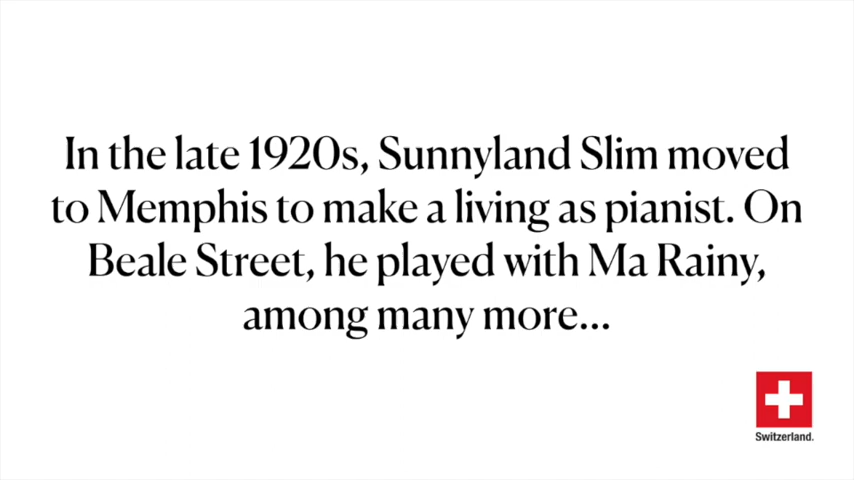 In the late 1920s, Sunnyland Slim moved
to Memphis to make a living as pianist. On
Beale Street, he played with Ma Rainy,
among many more...
Switzerland.